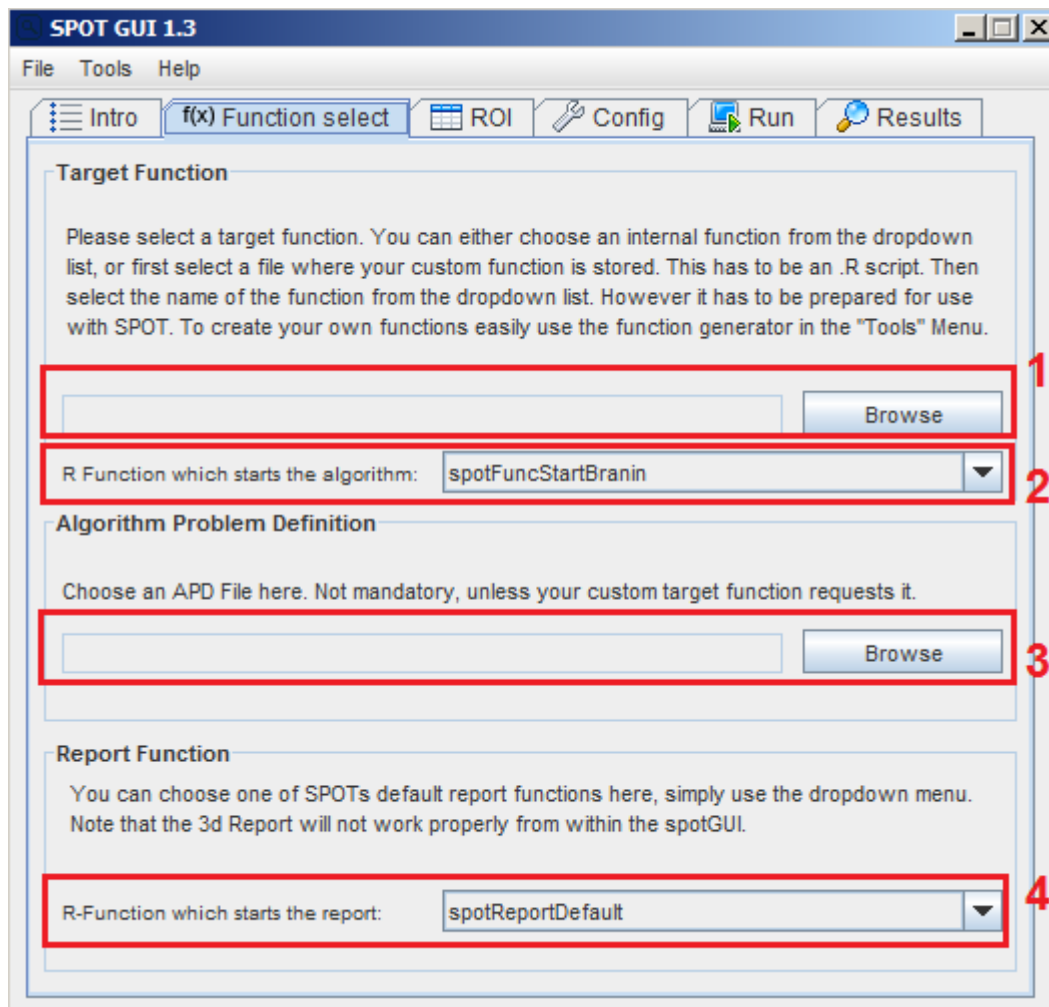 SPOT GUI 1.3
File Tools Help
Intro f(x) Function select ROI Config Run Results
Target Function
Please select a target function. You can either choose an internal function from the dropdown
list, or first select a file where your custom function is stored. This has to be an .R script. Then
select the name of the function from the dropdown list. However it has to be prepared for use
with SPOT. To create your own functions easily use the function generator in the "Tools" Menu.
1
Browse
R Function which starts the algorithm: spotFuncStartBranin
2
Algorithm Problem Definition
Choose an APD File here. Not mandatory, unless your custom target function requests it.
Browse
3
Report Function
You can choose one of SPOTs default report functions here, simply use the dropdown menu.
Note that the 3d Report will not work properly from within the spotGUI.
R-Function which starts the report: spotReportDefault
4